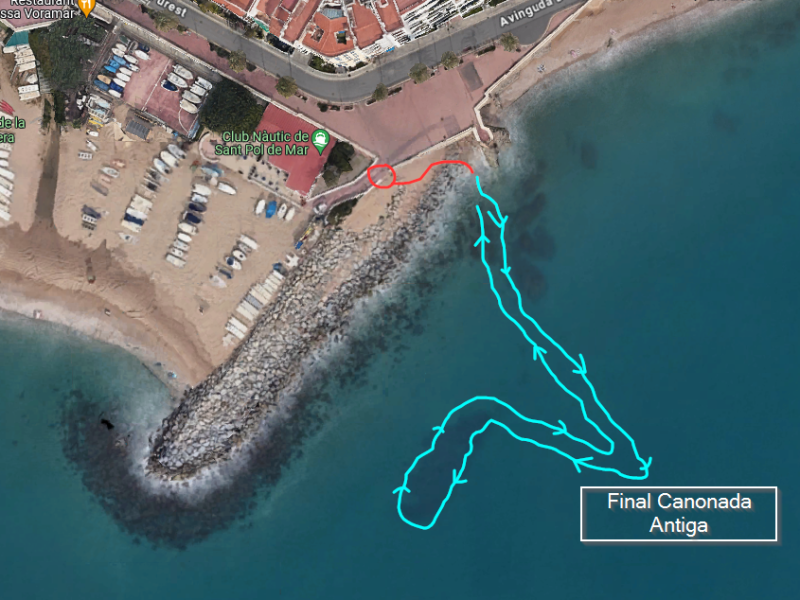 Restaurant
ssa Voramar
urest
Avinguda
de la
era
Club Nàutic de
Sant Pol de Mar
Final Canonada
Antiga